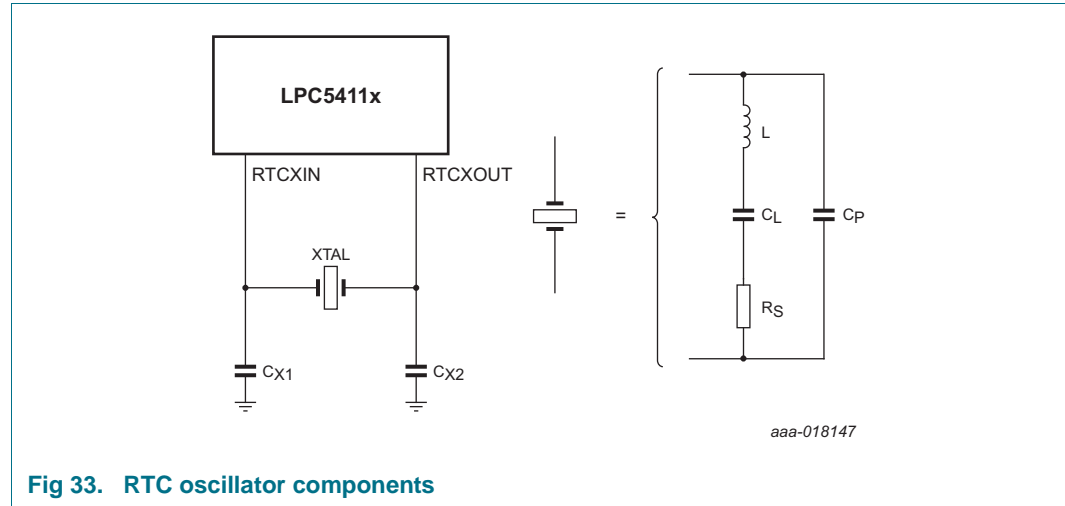 LPC5411x
RTCXIN
RTCXOUT
XTAL
CX1
CX2
=
L
CL
CP
RS
aaa-018147
Fig 33. RTC oscillator components